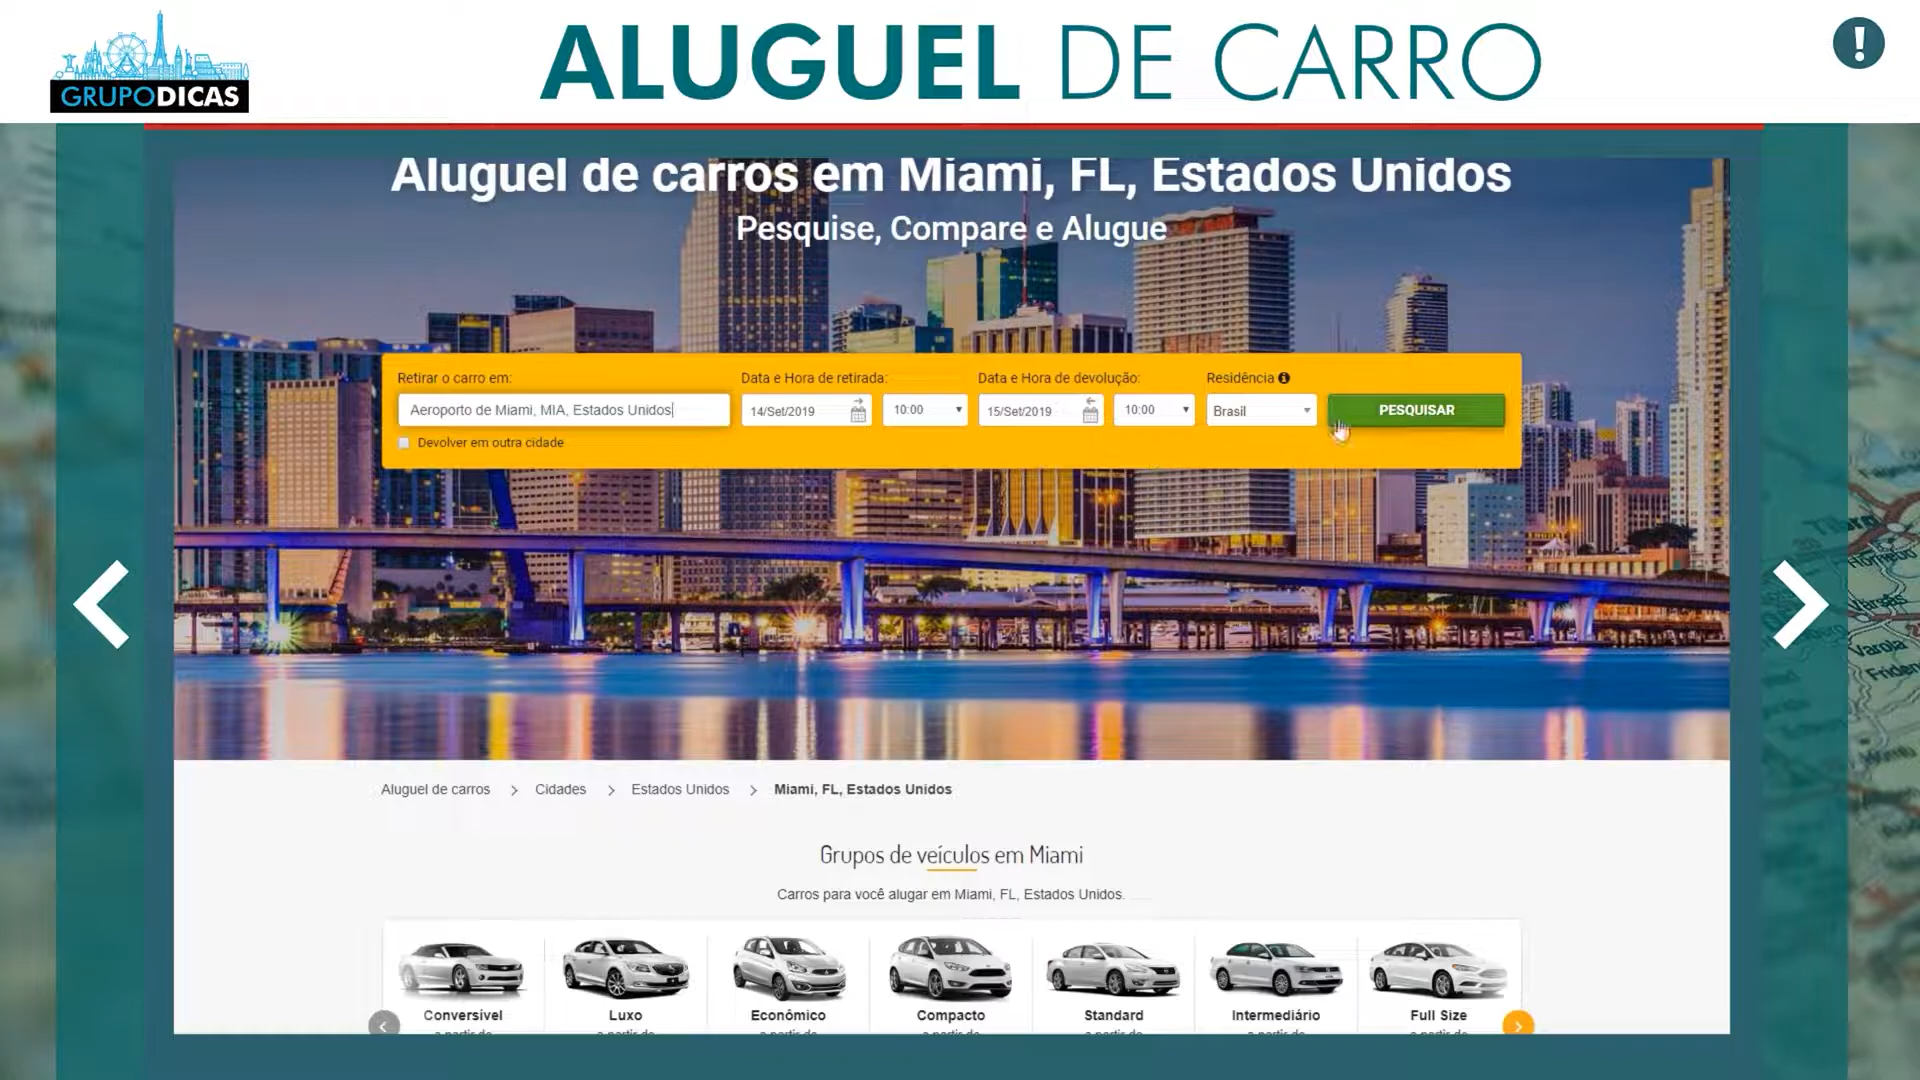 GRUPODICAS
ALUGUEL DE CARRO
Aluguel de carros em Miami, FL, Estados Unidos
Pesquise, Compare e Alugue
Retirar o carro em:
Data e Hora de retirada:
Data e Hora de devolução:
Residência
Aeroporto de Miami, MIA, Estados Unidos
14/Set/2019
10:00
15/Set/2019
10:00
Brasil
PESQUISAR
Devolver em outra cidade
Aluguel de carros > Cidades > Estados Unidos > Miami, FL, Estados Unidos
Grupos de veículos em Miami
Carros para você alugar em Miami, FL, Estados Unidos.
Conversível
Luxo
Econômico
Compacto
Standard
Intermediário
Full Size
Varola